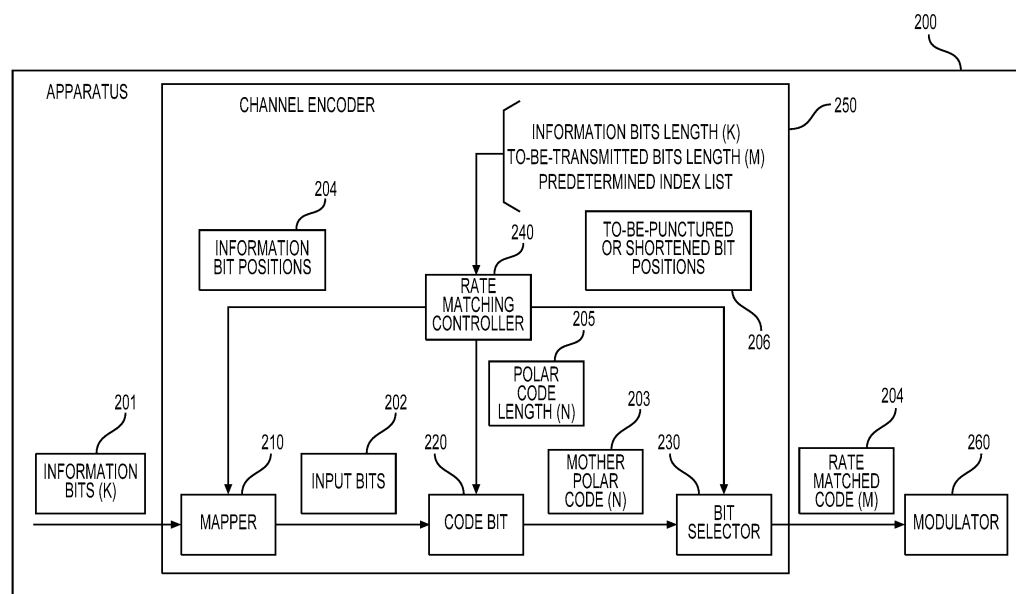 200
APPARATUS
CHANNEL ENCODER
250
INFORMATION BITS LENGTH (K)
TO-BE-TRANSMITTED BITS LENGTH (M)
PREDETERMINED INDEX LIST
204
INFORMATION
BIT POSITIONS
240
RATE
MATCHING
CONTROLLER
TO-BE-PUNCTURED
OR SHORTENED BIT
POSITIONS
206
205
POLAR
CODE
LENGTH (N)
201
INFORMATION
BITS (K)
210
MAPPER
202
INPUT BITS
220
CODE BIT
203
MOTHER
POLAR
CODE (N)
230
BIT
SELECTOR
204
RATE
MATCHED
CODE (M)
260
MODULATOR